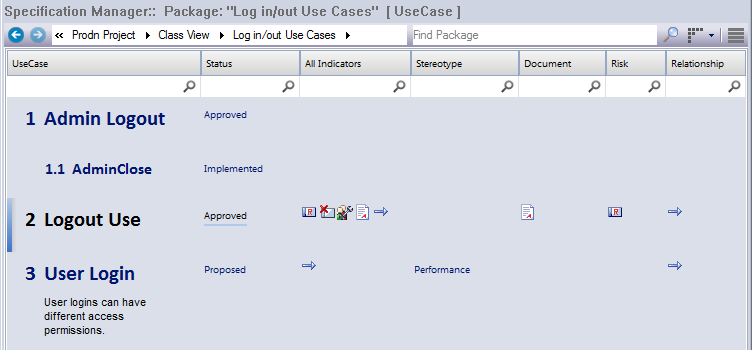 Specification Manager::  Package: "Log in/out Use Cases"  [ UseCase ]
« Prodn Project Class View Log in/out Use Cases Find Package
UseCase Status All Indicators Stereotype Document Risk Relationship
1 Admin Logout Approved
1.1 AdminClose Implemented
2 Logout Use Approved R R
3 User Login Proposed Performance
User logins can have
different access
permissions.